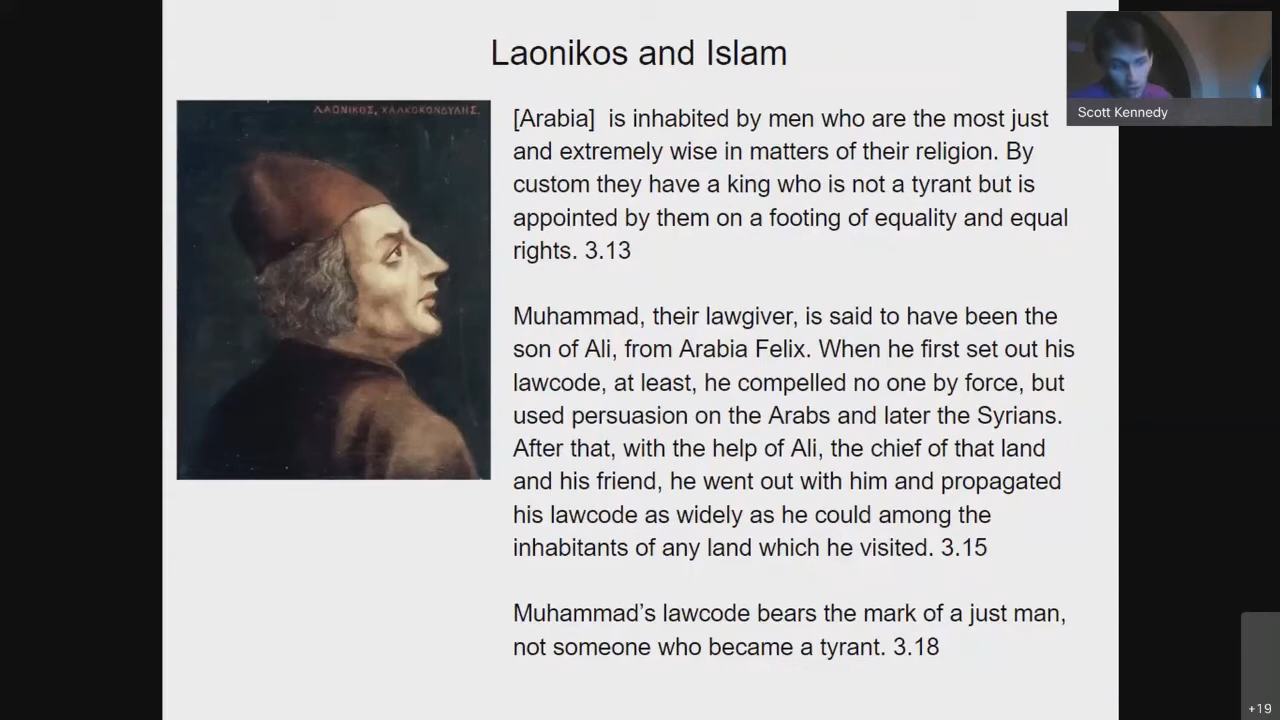 Laonikos and Islam
ΛΑΟΝΙΚΟΣ, ΧΑΛΚΟΚΟΝΔΥΛΗΣ.
[Arabia] is inhabited by men who are the most just
and extremely wise in matters of their religion. By
custom they have a king who is not a tyrant but is
appointed by them on a footing of equality and equal
rights. 3.13
Muhammad, their lawgiver, is said to have been the
son of Ali, from Arabia Felix. When he first set out his
lawcode, at least, he compelled no one by force, but
used persuasion on the Arabs and later the Syrians.
After that, with the help of Ali, the chief of that land
and his friend, he went out with him and propagated
his lawcode as widely as he could among the
inhabitants of any land which he visited. 3.15
Muhammad’s lawcode bears the mark of a just man,
not someone who became a tyrant. 3.18
Scott Kennedy
+19